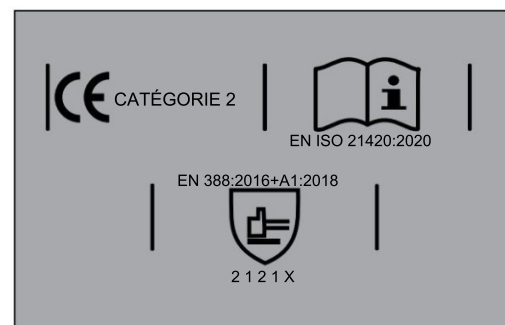 CE CATÉGORIE 2
i
EN ISO 21420:2020
EN 388:2016+A1:2018
2 1 2 1 X